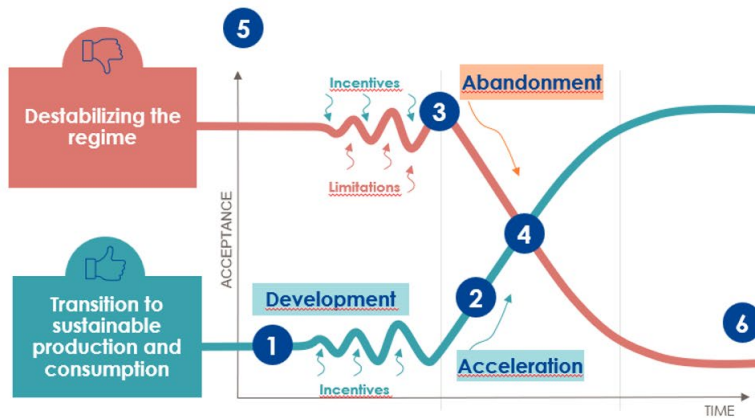 5
Destabilizing the
regime
Incentives
Limitations
3
Abandonment
ACCEPTANCE
4
Transition to
sustainable
production and
consumption
Development
1
2
Incentives
Acceleration
6
TIME